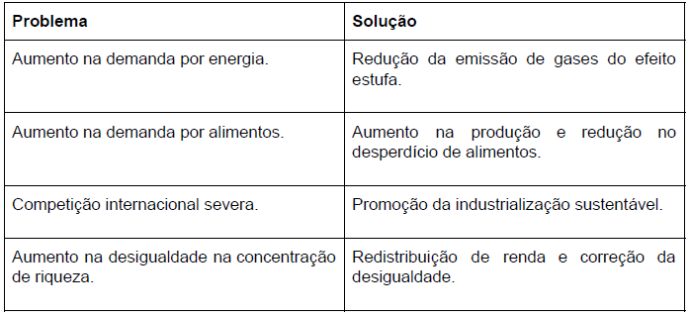 Problema
Solução
Aumento na demanda por energia.
Redução da emissão de gases do efeito
estufa.
Aumento na demanda por alimentos.
Aumento na produção e redução no
desperdício de alimentos.
Competição internacional severa.
Promoção da industrialização sustentável.
Aumento na desigualdade na concentração
de riqueza.
Redistribuição de renda e correção da
desigualdade.